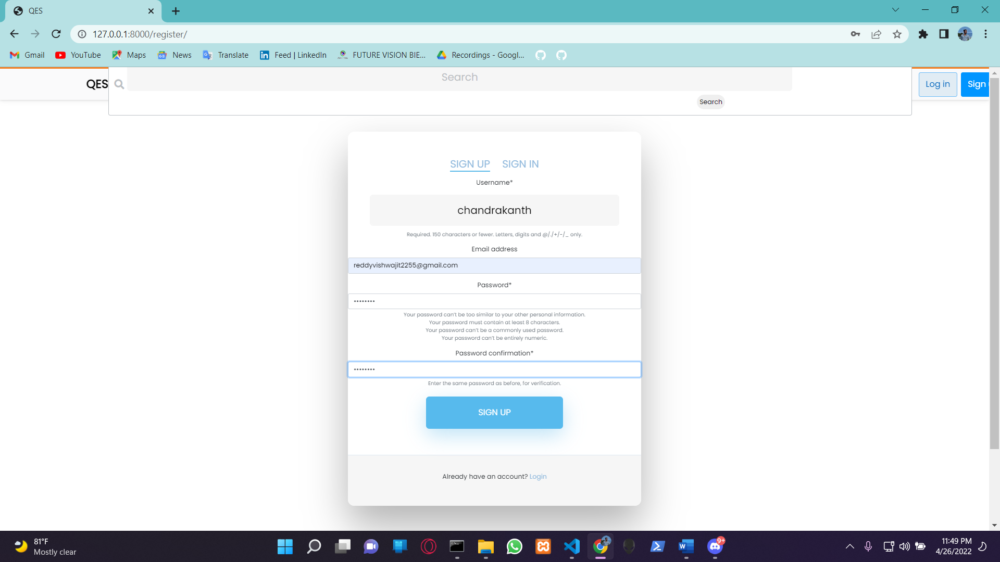 QES
127.0.0.1:8000/register/
Gmail
YouTube
Maps
News
Translate
Feed | LinkedIn
FUTURE VISION BIE...
Recordings - Googl...
QES
Search
Search
Log in
Sign
SIGN UP
SIGN IN
Username*
chandrakanth
Required. 150 characters or fewer. Letters, digits and @/./+/-/_ only.
Email address
reddyvishwajit2255@gmail.com
Password*
••••••••
Your password can't be too similar to your other personal information.
Your password must contain at least 8 characters.
Your password can't be a commonly used password.
Your password can't be entirely numeric.
Password confirmation*
••••••••
Enter the same password as before, for verification.
SIGN UP
Already have an account? Login
81°F
Mostly clear
9+
11:49 PM
4/26/2022